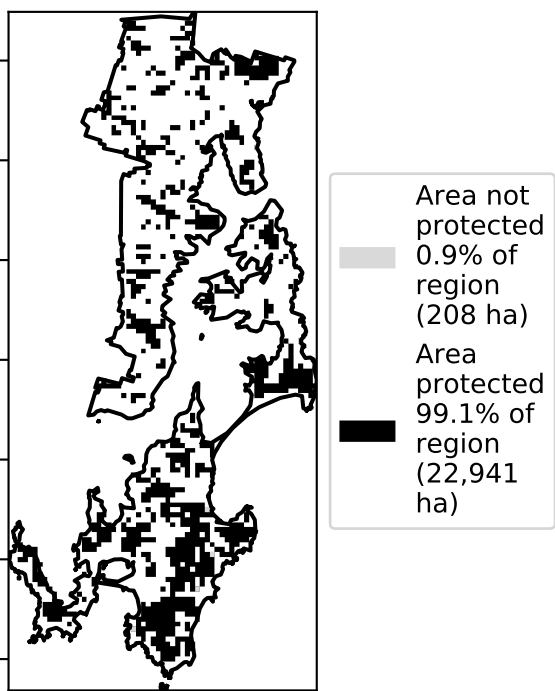 Area not
protected
0.9% of
region
(208 ha)
Area
protected
99.1% of
region
(22,941
ha)